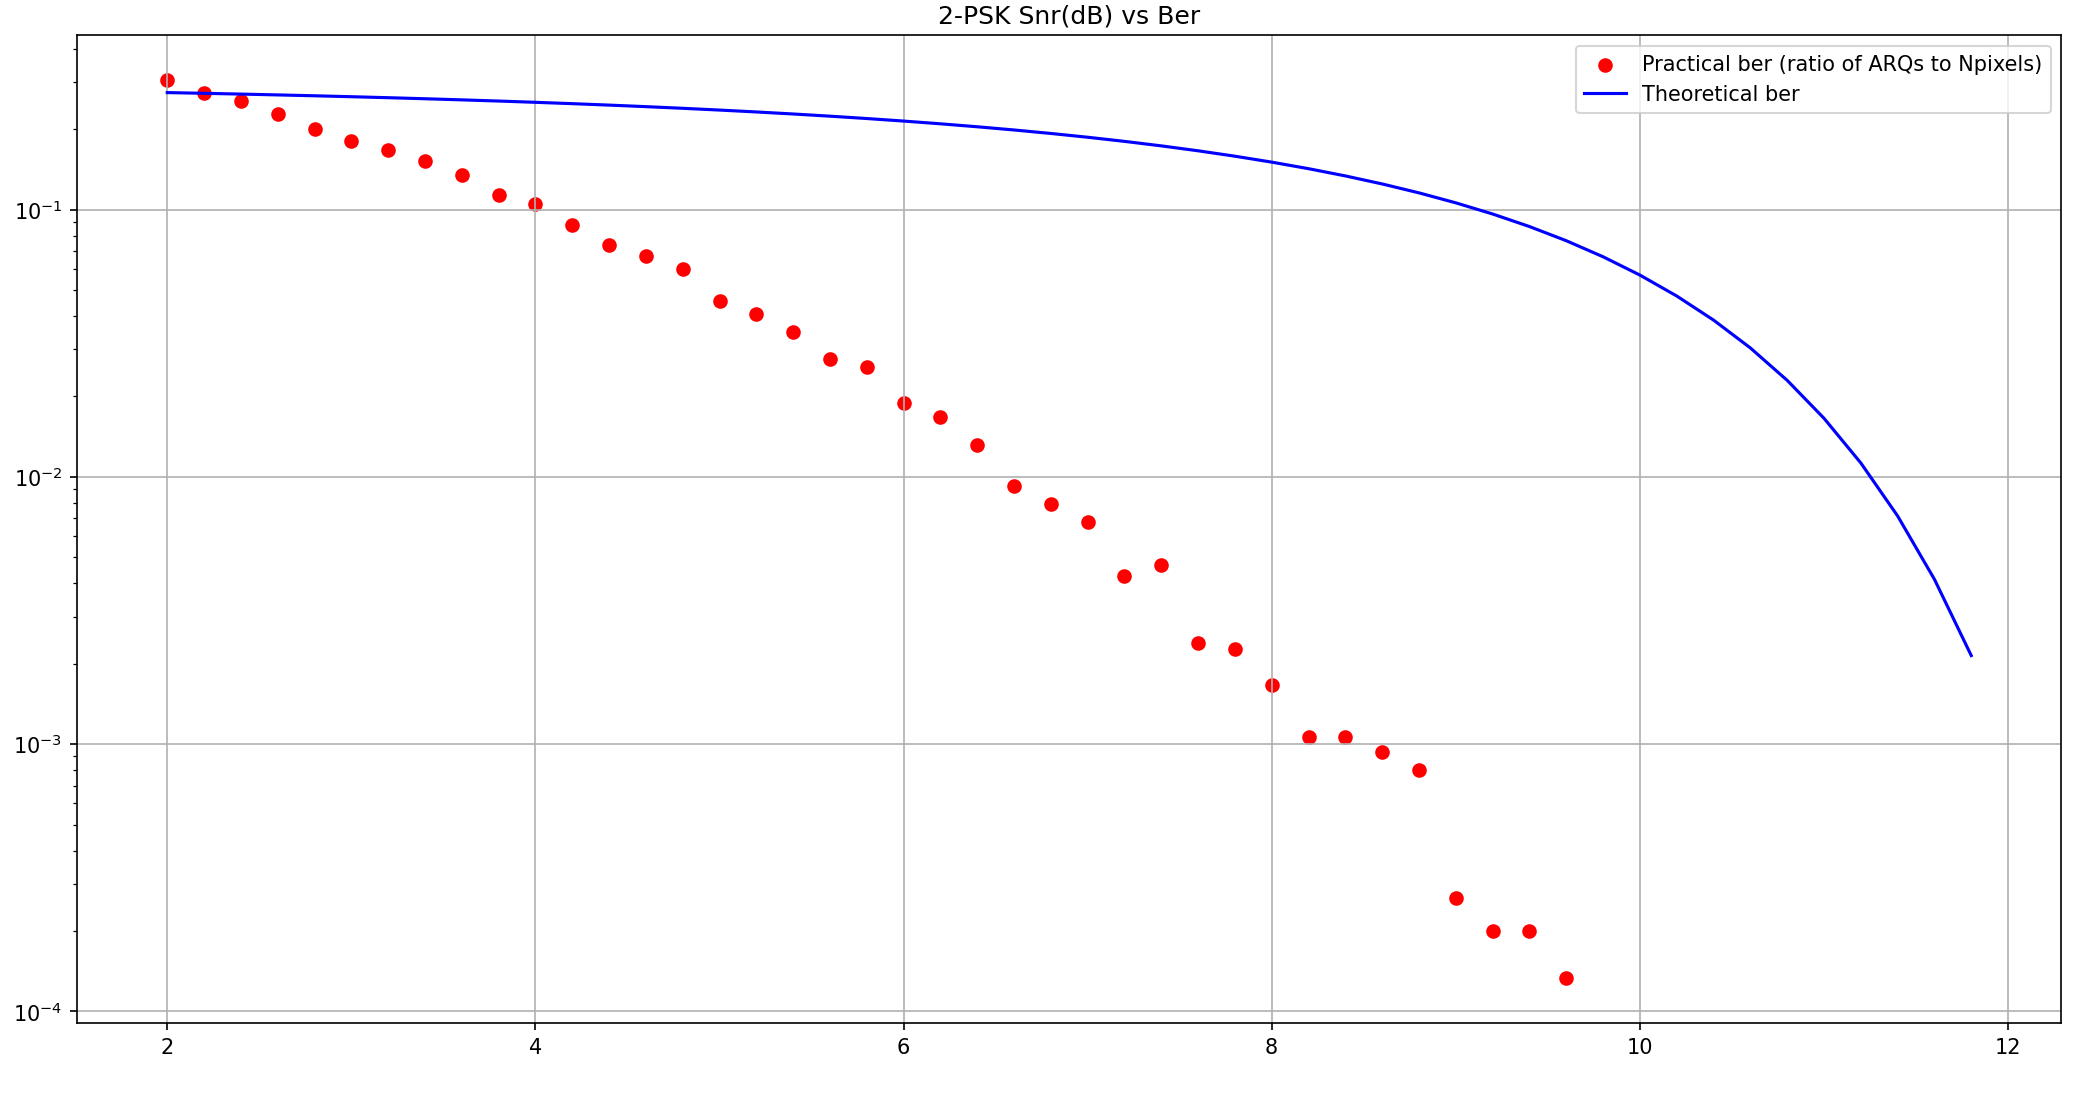 2-PSK Snr(dB) vs Ber
Practical ber (ratio of ARQs to Npixels)
Theoretical ber
10⁻¹
10⁻²
10⁻³
10⁻⁴
2 4 6 8 10 12